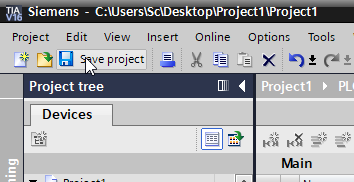 TIA V16 Siemens - C:\Users\Sc\Desktop\Project1\Project1
Project Edit View Insert Online Options Tools
Save project
Project tree
Project1
Devices
Main
Project1